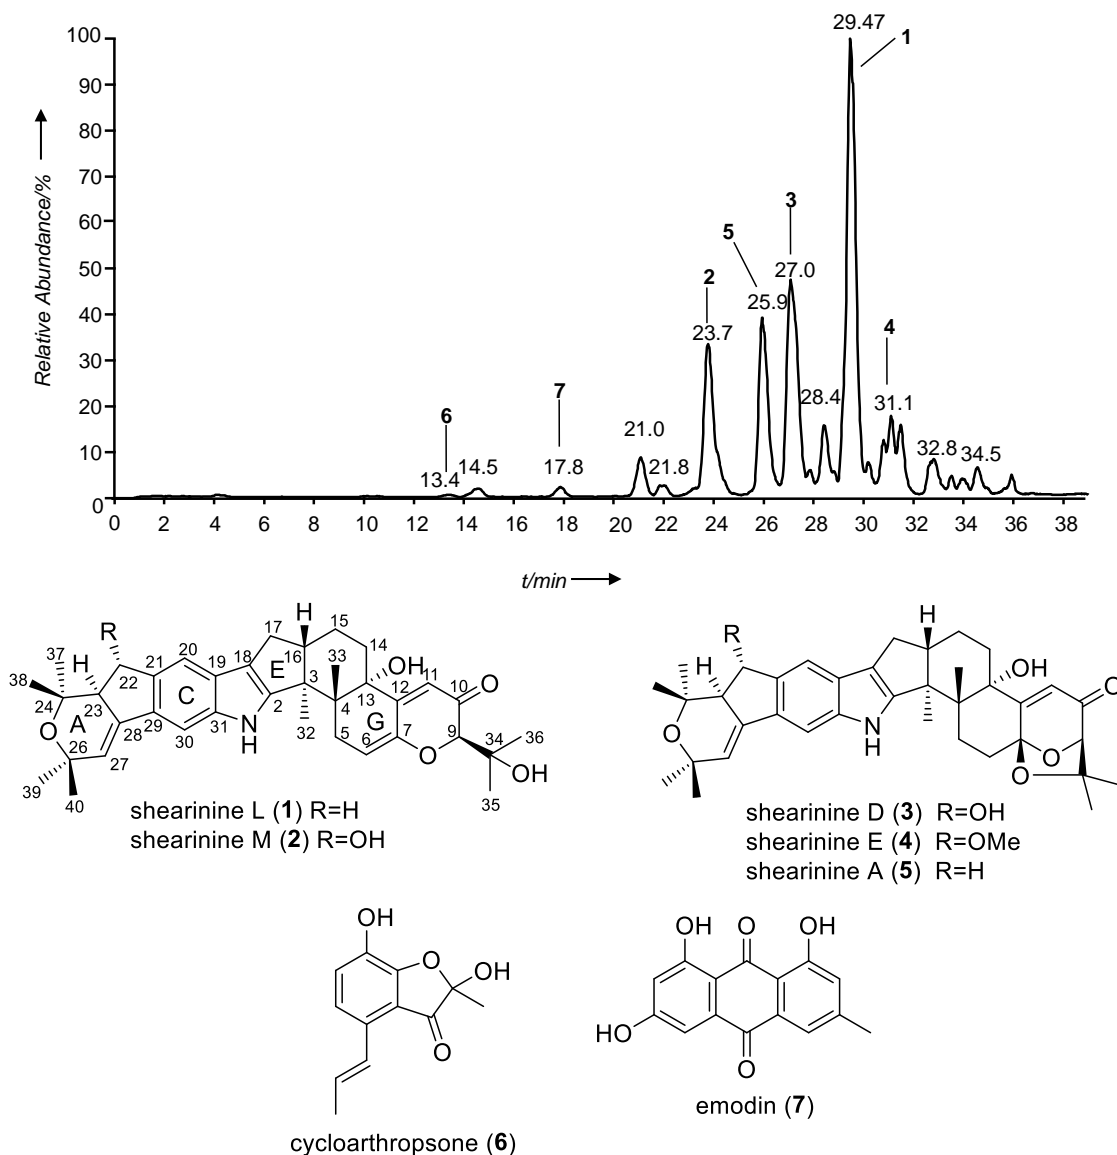 29.47
1
100
90
80
70
60
50
40
30
20
10
0
Relative Abundance/%
3
5
27.0
2
25.9
23.7
4
7
28.4
31.1
6
21.0
13.4
14.5
17.8
21.8
32.8
34.5
0 2 4 6 8 10 12 14 16 18 20 22 24 26 28 30 32 34 36 38
t/min
R H 17 15
37 H 22 21 20 19 18 E 16 33 14 OH 11 10 O
38 24 23 A C 3 4 13 12 G 9 34 36
O 26 28 29 30 31 N H 2 32 5 6 7 O OH
39 27 40 35
shearinine L (1) R=H
shearinine M (2) R=OH
R H
H OH O
O N H O O
shearinine D (3) R=OH
shearinine E (4) R=OMe
shearinine A (5) R=H
OH
O OH
O
cycloarthropsone (6)
OH O OH
HO
O
emodin (7)